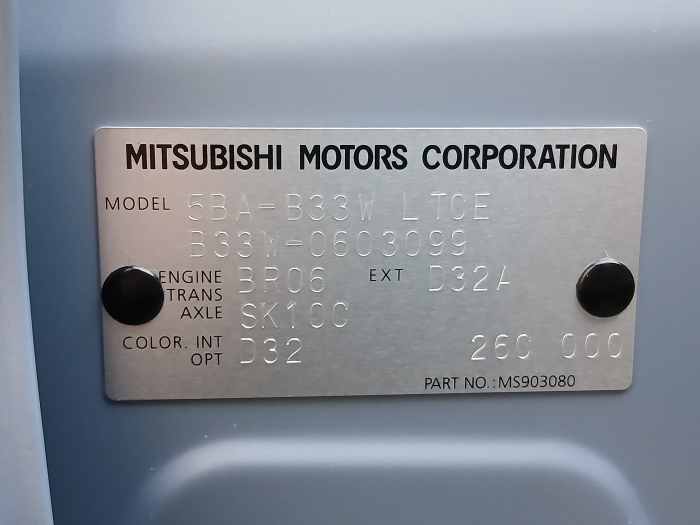 MITSUBISHI MOTORS CORPORATION
MODEL 5BA-B33W LTCE
B33W-0603099
ENGINE BR06 EXT D32A
TRANS
AXLE SK10C
COLOR. INT D32 26C 000
OPT
PART NO.:MS903080